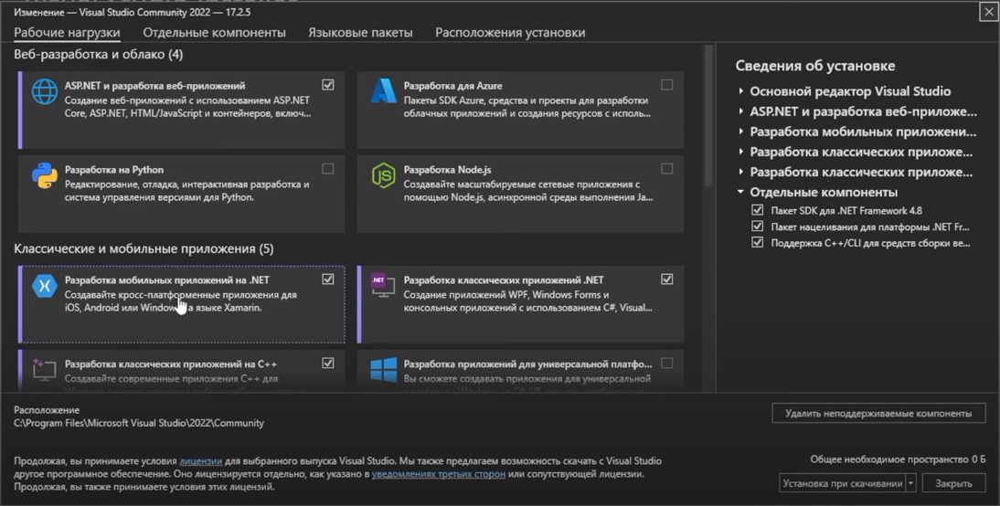 Изменение — Visual Studio Community 2022 — 17.2.5
Рабочие нагрузки Отдельные компоненты Языковые пакеты Расположения установки
Веб-разработка и облако (4)
ASP.NET и разработка веб-приложений
Создание веб-приложений с использованием ASP.NET
Core, ASP.NET, HTML/JavaScript и контейнеров, включ...
Разработка для Azure
Пакеты SDK Azure, средства и проекты для разработки
облачных приложений и создания ресурсов с исполь...
Разработка на Python
Редактирование, отладка, интерактивная разработка и
система управления версиями для Python.
Разработка Node.js
Создавайте масштабируемые сетевые приложения с
помощью Node.js, асинхронной среды выполнения Ja...
Классические и мобильные приложения (5)
Разработка мобильных приложений на .NET
Создавайте кросс-платформенные приложения для
iOS, Android или Window а языке Xamarin.
.NET
Разработка классических приложений .NET
Создание приложений WPF, Windows Forms и
консольных приложений с использованием C#, Visual...
Разработка классических приложений на C++
Создавайте современные приложения C++ для
Разработка приложений для универсальной платфо...
Вы сможете создавать приложения для универсальной
Сведения об установке
Основной редактор Visual Studio
ASP.NET и разработка веб-приложе...
Разработка мобильных приложени...
Разработка классических приложе...
Разработка классических приложе...
Отдельные компоненты
Пакет SDK для .NET Framework 4.8
Пакет нацеливания для платформы .NET Fr...
Поддержка C++/CLI для средств сборки ве...
Расположение
C:\Program Files\Microsoft Visual Studio\2022\Community
Удалить неподдерживаемые компоненты
Продолжая, вы принимаете условия лицензии для выбранного выпуска Visual Studio. Мы также предлагаем возможность скачать с Visual Studio
другое программное обеспечение. Оно лицензируется отдельно, как указано в уведомлениях третьих сторон или сопутствующей лицензии.
Продолжая, вы также принимаете условия этих лицензий.
Общее необходимое пространство 0 Б
Установка при скачивании
Закрыть